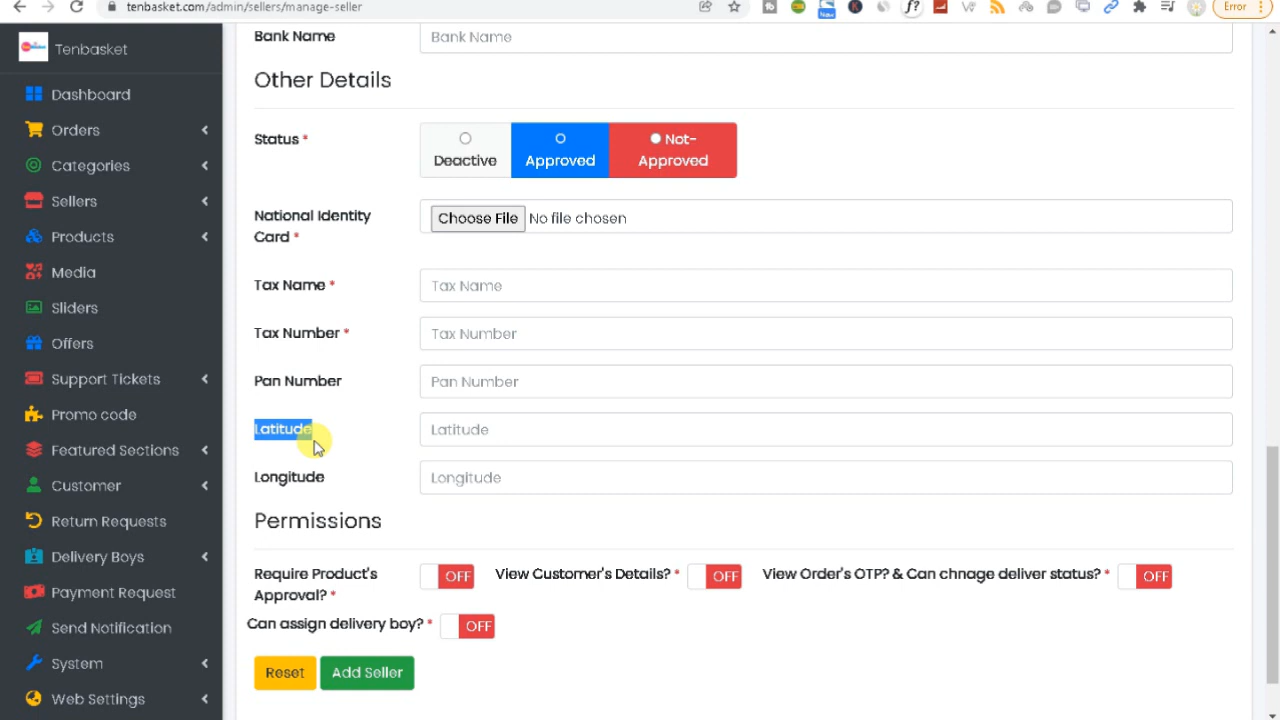 tenbasket.com/admin/sellers/manage-seller
New
f?
Error
Tenbasket
Dashboard
Orders
Categories
Sellers
Products
Media
Sliders
Offers
Support Tickets
Promo code
Featured Sections
Customer
Return Requests
Delivery Boys
Payment Request
Send Notification
System
Web Settings
Bank Name
Bank Name
Other Details
Status *
Deactive
Approved
Not-
Approved
National Identity
Card *
Choose File No file chosen
Tax Name *
Tax Name
Tax Number *
Tax Number
Pan Number
Pan Number
Latitude
Latitude
Longitude
Longitude
Permissions
Require Product's
Approval? *
OFF
View Customer's Details? *
OFF
View Order's OTP? & Can chnage deliver status? *
OFF
Can assign delivery boy? *
OFF
Reset
Add Seller